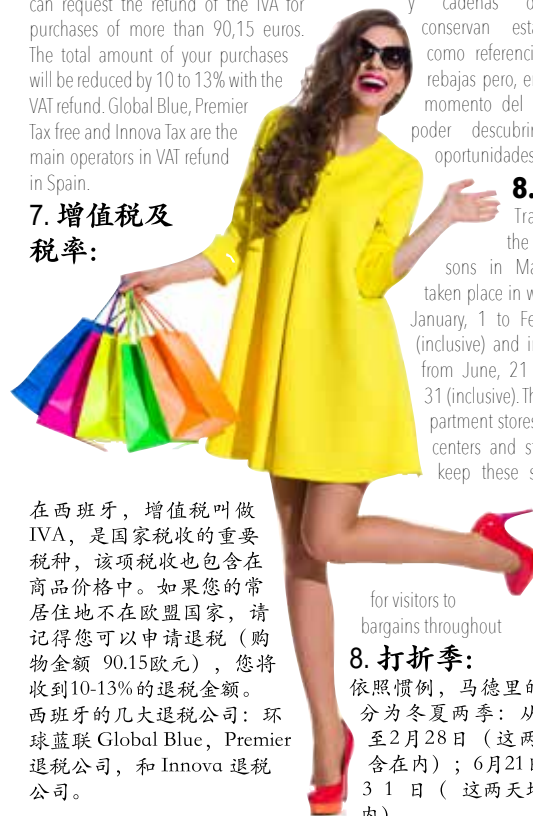 can request the refund of the IVA for
purchases of more than 90,15 euros.
The total amount of your purchases
will be reduced by 10 to 13% with the
VAT refund. Global Blue, Premier
Tax free and Innova Tax are the
main operators in VAT refund
in Spain.
7. 增值税及
税率:
在西班牙，增值税叫做
IVA，是国家税收的重要
税种，该项税收也包含在
商品价格中。如果您的常
居住地不在欧盟国家，请
记得您可以申请退税（购
物金额 90.15欧元），您将
收到10-13%的退税金额。
西班牙的几大退税公司：环
球蓝联 Global Blue，Premier
退税公司，和 Innova 退税
公司。
y cadenas
conservan
como
rebajas pero,
momento del
poder
oportunidades
8.
the
sons in
taken place in
January, 1 to
(inclusive) and
from June, 21
31 (inclusive).
partment stores
centers and
keep these
for visitors to
bargains throughout
8. 打折季:
依照惯例，马德里的
分为冬夏两季：从
至2月28日（这两
含在内）；6月21日
31日（这两天
内）